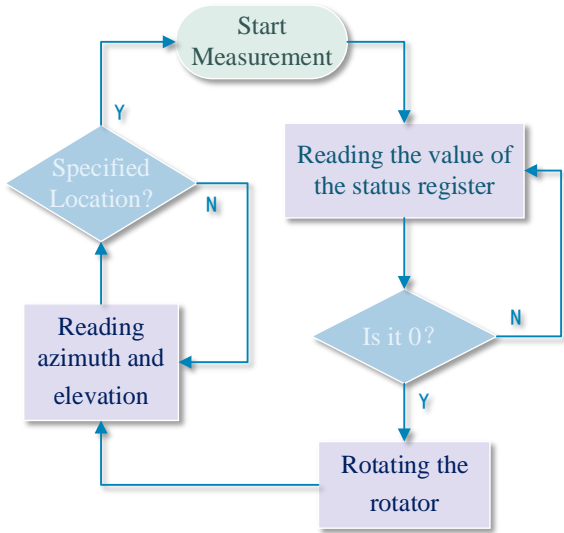 Start
Measurement
Y
Specified
Location?
N
Reading the value of
the status register
Reading
azimuth and
elevation
Is it 0?
N
Y
Rotating the
rotator